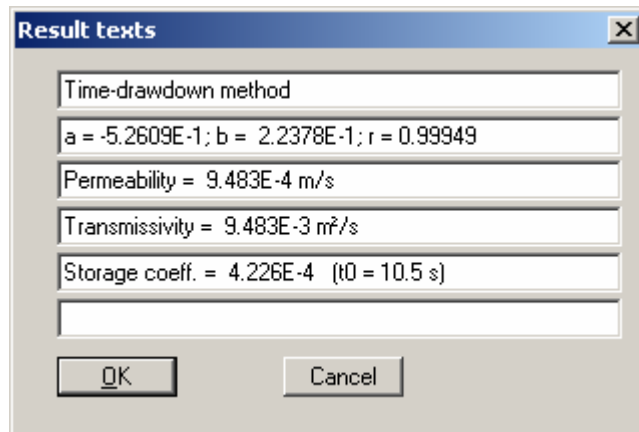 Result texts
Time-drawdown method
a = -5.2609E-1; b = 2.2378E-1; r = 0.99949
Permeability = 9.483E-4 m/s
Transmissivity = 9.483E-3 m²/s
Storage coeff. = 4.226E-4 (t0 = 10.5 s)
OK Cancel